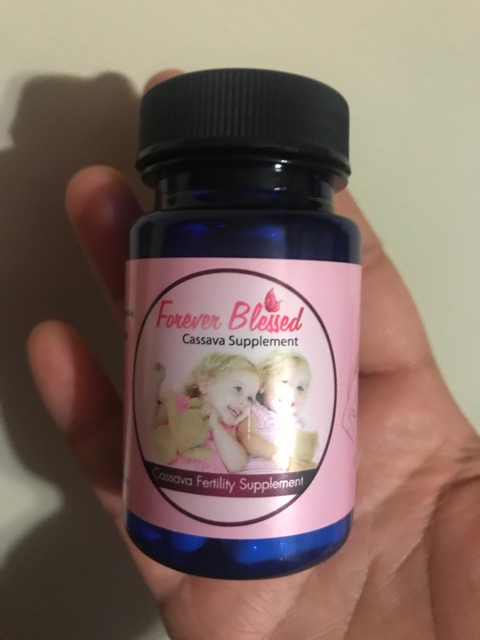 Forever Blessed
Cassava Supplement
Cassava Fertility Supplement